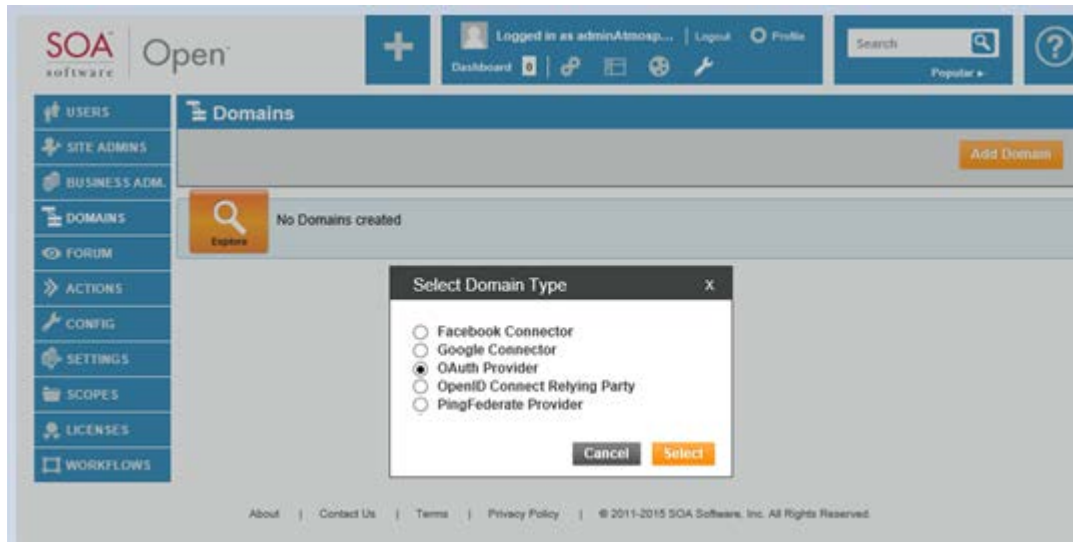 SOA Open
software
Logged in as adminAtmosp... | Logout Profile
Dashboard 0
Search
Popular
USERS
SITE ADMINS
BUSINESS ADM.
DOMAINS
FORUM
ACTIONS
CONFIG
SETTINGS
SCOPES
LICENSES
WORKFLOWS
Domains
Add Domain
Explore
No Domains created
Select Domain Type X
Facebook Connector
Google Connector
OAuth Provider
OpenID Connect Relying Party
PingFederate Provider
Cancel Select
About | Contact Us | Terms | Privacy Policy | © 2011-2015 SOA Software, Inc. All Rights Reserved.